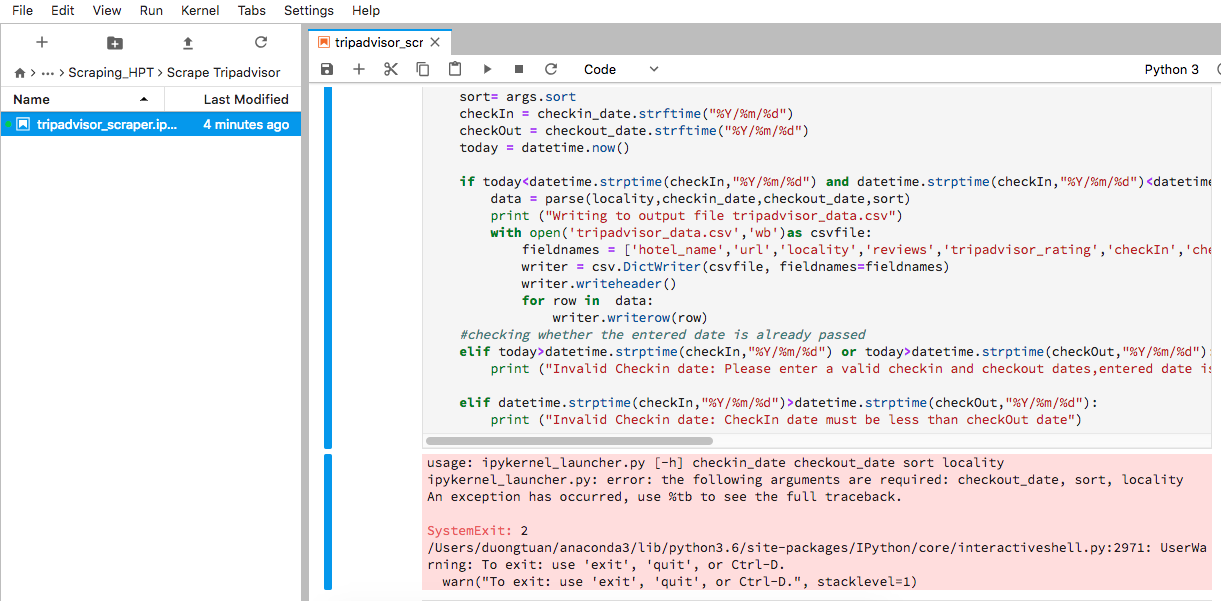 File Edit View Run Kernel Tabs Settings Help
tripadvisor_scr
Code
Python 3
Scraping_HPT > Scrape Tripadvisor
Name Last Modified
tripadvisor_scraper.ip... 4 minutes ago
sort= args.sort
checkIn = checkin_date.strftime("%Y/%m/%d")
checkOut = checkout_date.strftime("%Y/%m/%d")
today = datetime.now()
if today<datetime.strptime(checkIn,"%Y/%m/%d") and datetime.strptime(checkIn,"%Y/%m/%d")<datetime
data = parse(locality,checkin_date,checkout_date,sort)
print ("Writing to output file tripadvisor_data.csv")
with open('tripadvisor_data.csv','wb')as csvfile:
fieldnames = ['hotel_name','url','locality','reviews','tripadvisor_rating','checkIn','che
writer = csv.DictWriter(csvfile, fieldnames=fieldnames)
writer.writeheader()
for row in  data:
writer.writerow(row)
#checking whether the entered date is already passed
elif today>datetime.strptime(checkIn,"%Y/%m/%d") or today>datetime.strptime(checkOut,"%Y/%m/%d"):
print ("Invalid Checkin date: Please enter a valid checkin and checkout dates,entered date is
elif datetime.strptime(checkIn,"%Y/%m/%d")>datetime.strptime(checkOut,"%Y/%m/%d"):
print ("Invalid Checkin date: CheckIn date must be less than checkOut date")
usage: ipykernel_launcher.py [-h] checkin_date checkout_date sort locality
ipykernel_launcher.py: error: the following arguments are required: checkout_date, sort, locality
An exception has occurred, use %tb to see the full traceback.
SystemExit: 2
/Users/duongtuan/anaconda3/lib/python3.6/site-packages/IPython/core/interactiveshell.py:2971: UserWa
rning: To exit: use 'exit', 'quit', or Ctrl-D.
warn("To exit: use 'exit', 'quit', or Ctrl-D.", stacklevel=1)